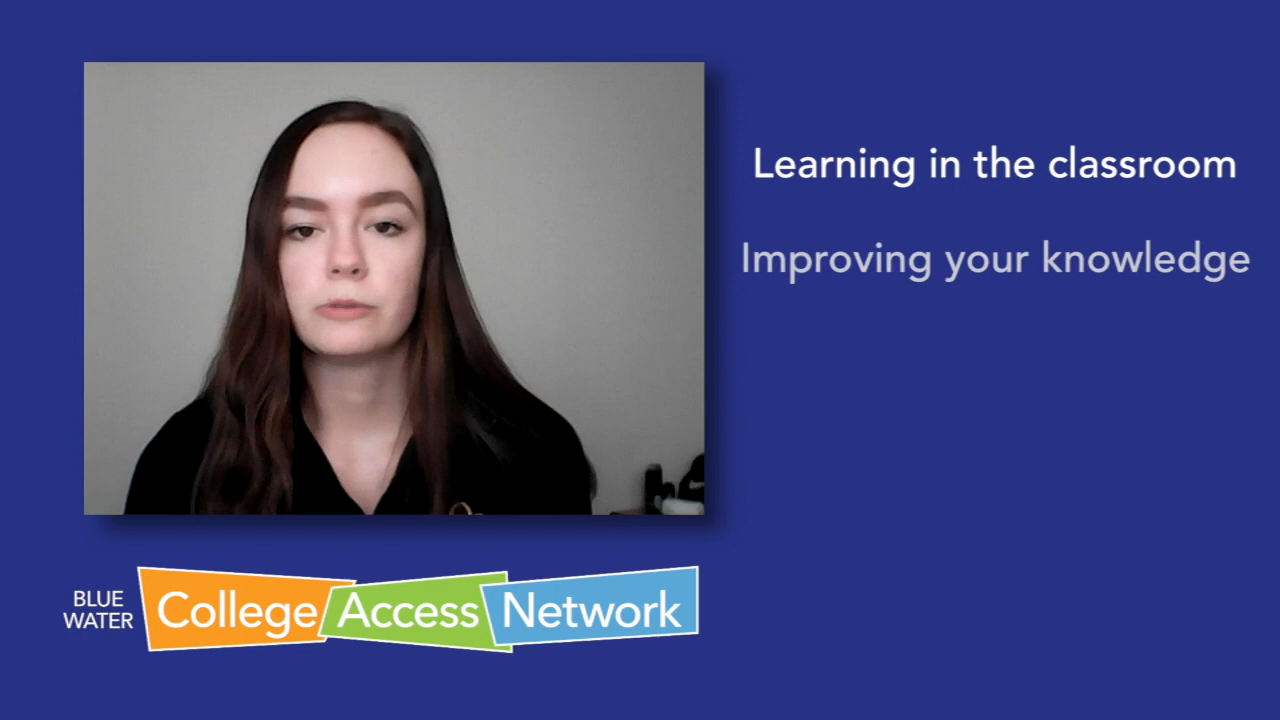 Learning in the classroom
Improving your knowledge
BLUE
WATER
College Access Network